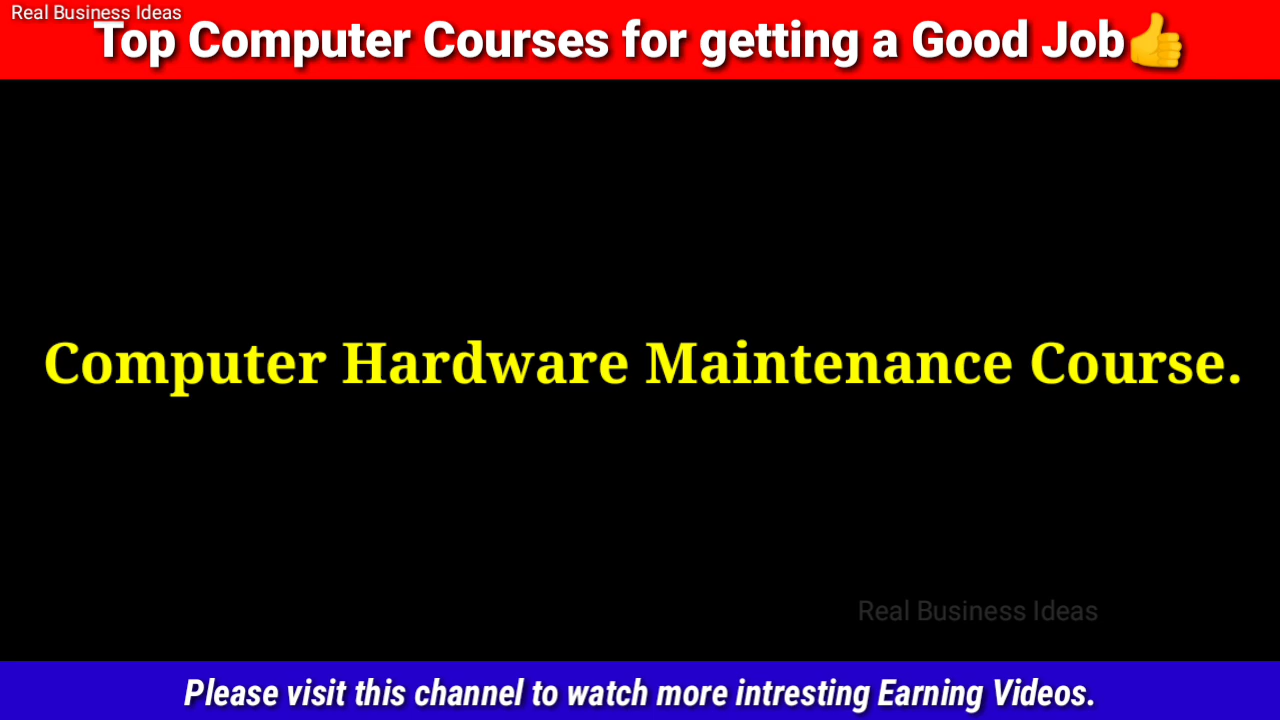 Real Business Ideas
Top Computer Courses for getting a Good Job👍
Computer Hardware Maintenance Course.
Real Business Ideas
Please visit this channel to watch more intresting Earning Videos.